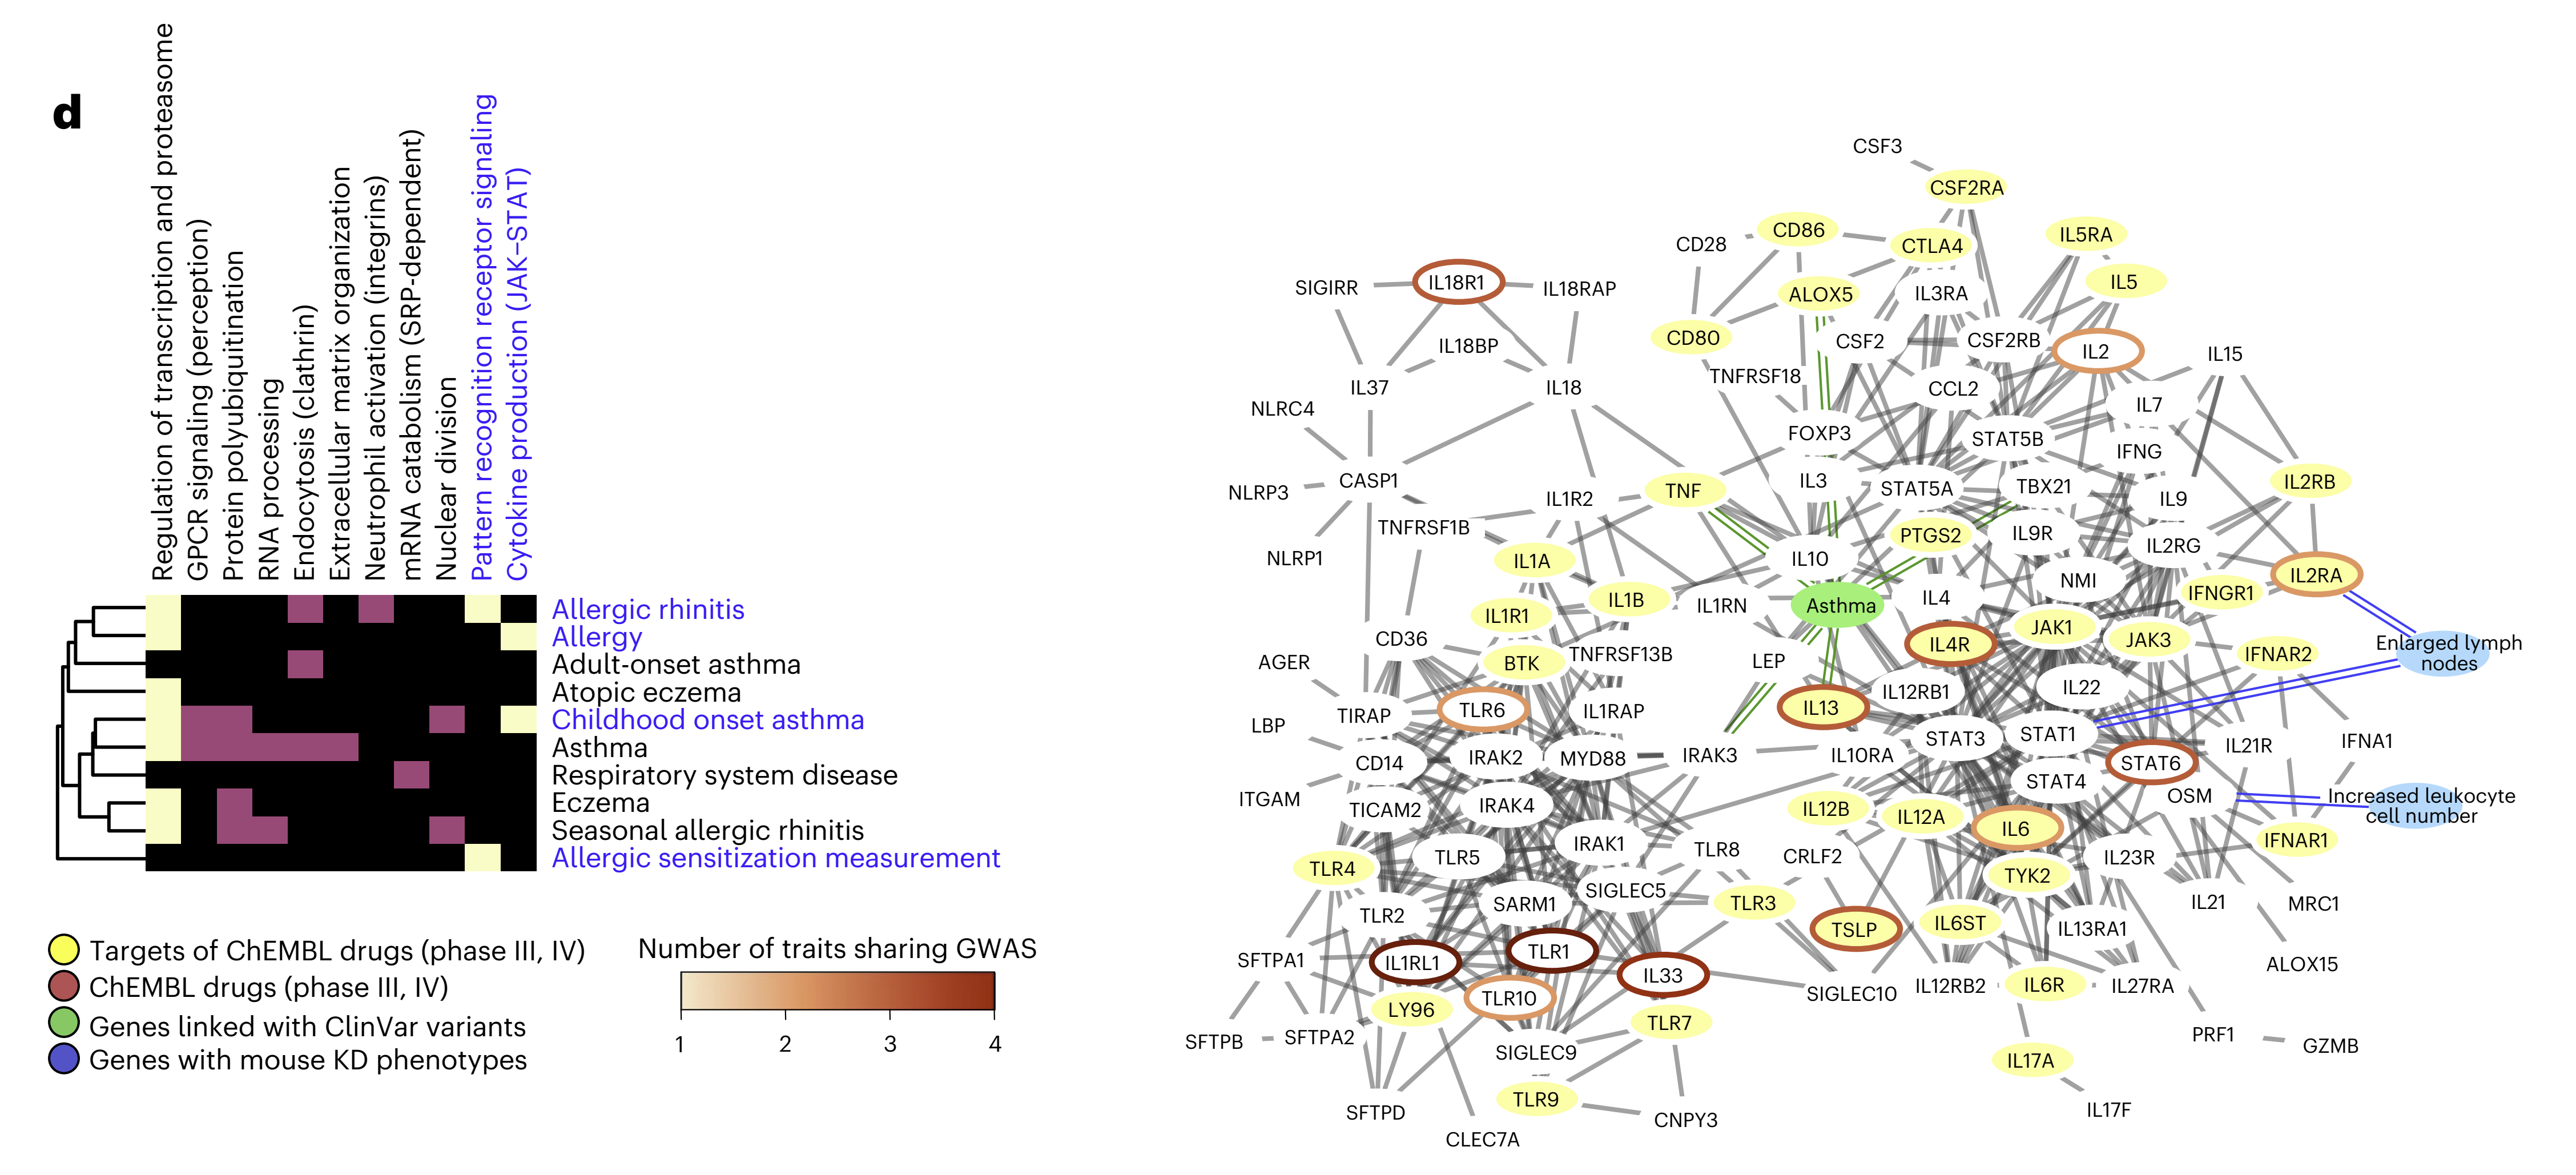 d
Regulation of transcription and proteasome
GPCR signaling (perception)
Protein polyubiquitination
RNA processing
Endocytosis (clathrin)
Extracellular matrix organization
Neutrophil activation (integrins)
mRNA catabolism (SRP-dependent)
Nuclear division
Pattern recognition receptor signaling
Cytokine production (JAK–STAT)
Allergic rhinitis
Allergy
Adult-onset asthma
Atopic eczema
Childhood onset asthma
Asthma
Respiratory system disease
Eczema
Seasonal allergic rhinitis
Allergic sensitization measurement
Targets of ChEMBL drugs (phase III, IV)
ChEMBL drugs (phase III, IV)
Genes linked with ClinVar variants
Genes with mouse KD phenotypes
Number of traits sharing GWAS
1 2 3 4
CSF3
CSF2RA
CD86
IL5RA
CD28
CTLA4
IL18R1
IL5
SIGIRR
IL18RAP
ALOX5
IL3RA
CD80
CSF2
CSF2RB
IL2
IL15
IL18BP
TNFRSF18
IL37
IL18
CCL2
IL7
NLRC4
FOXP3
STAT5B
IFNG
CASP1
IL3
STAT5A
TBX21
IL2RB
NLRP3
TNF
IL1R2
IL9
TNFRSF1B
PTGS2
IL9R
IL2RG
NLRP1
IL1A
IL10
NMI
IL2RA
IL1R1
IL1B
IL1RN
Asthma
IL4
IFNGR1
JAK1
JAK3
CD36
IL4R
Enlarged lymph
nodes
AGER
BTK
TNFRSF13B
LEP
IFNAR2
TIRAP
TLR6
IL1RAP
IL13
IL12RB1
IL22
LBP
CD14
IRAK2
MYD88
IRAK3
IL10RA
STAT3
STAT1
IL21R
IFNA1
STAT6
STAT4
ITGAM
TICAM2
IRAK4
IL12B
IL12A
IL6
OSM
Increased leukocyte
cell number
TLR4
TLR5
IRAK1
TLR8
CRLF2
IL23R
IFNAR1
TYK2
TLR2
SARM1
SIGLEC5
TLR3
TSLP
IL6ST
IL13RA1
IL21
MRC1
SFTPA1
IL1RL1
TLR1
IL33
SIGLEC10
IL12RB2
IL6R
IL27RA
ALOX15
LY96
TLR10
TLR7
SFTPB
SFTPA2
SIGLEC9
PRF1
GZMB
IL17A
SFTPD
TLR9
CNPY3
IL17F
CLEC7A